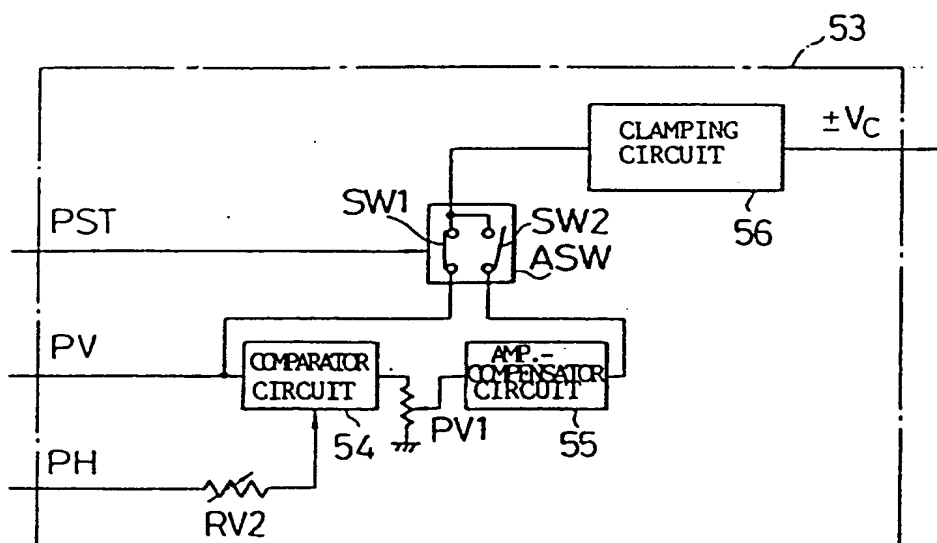 53
CLAMPING
CIRCUIT
±VC
56
SW1
SW2
PST
ASW
PV
COMPARATOR
CIRCUIT
AMP.-
COMPENSATOR
CIRCUIT
54
PV1
55
PH
RV2